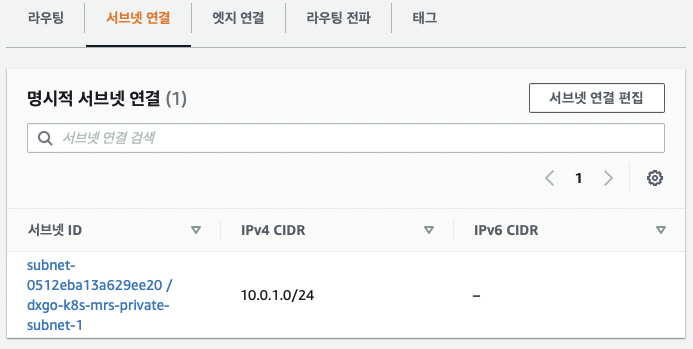 라우팅 서브넷 연결 엣지 연결 라우팅 전파 태그
명시적 서브넷 연결 (1) 서브넷 연결 편집
서브넷 연결 검색
1
서브넷 ID IPv4 CIDR IPv6 CIDR
subnet-
0512eba13a629ee20 /
dxgo-k8s-mrs-private-
subnet-1
10.0.1.0/24
–